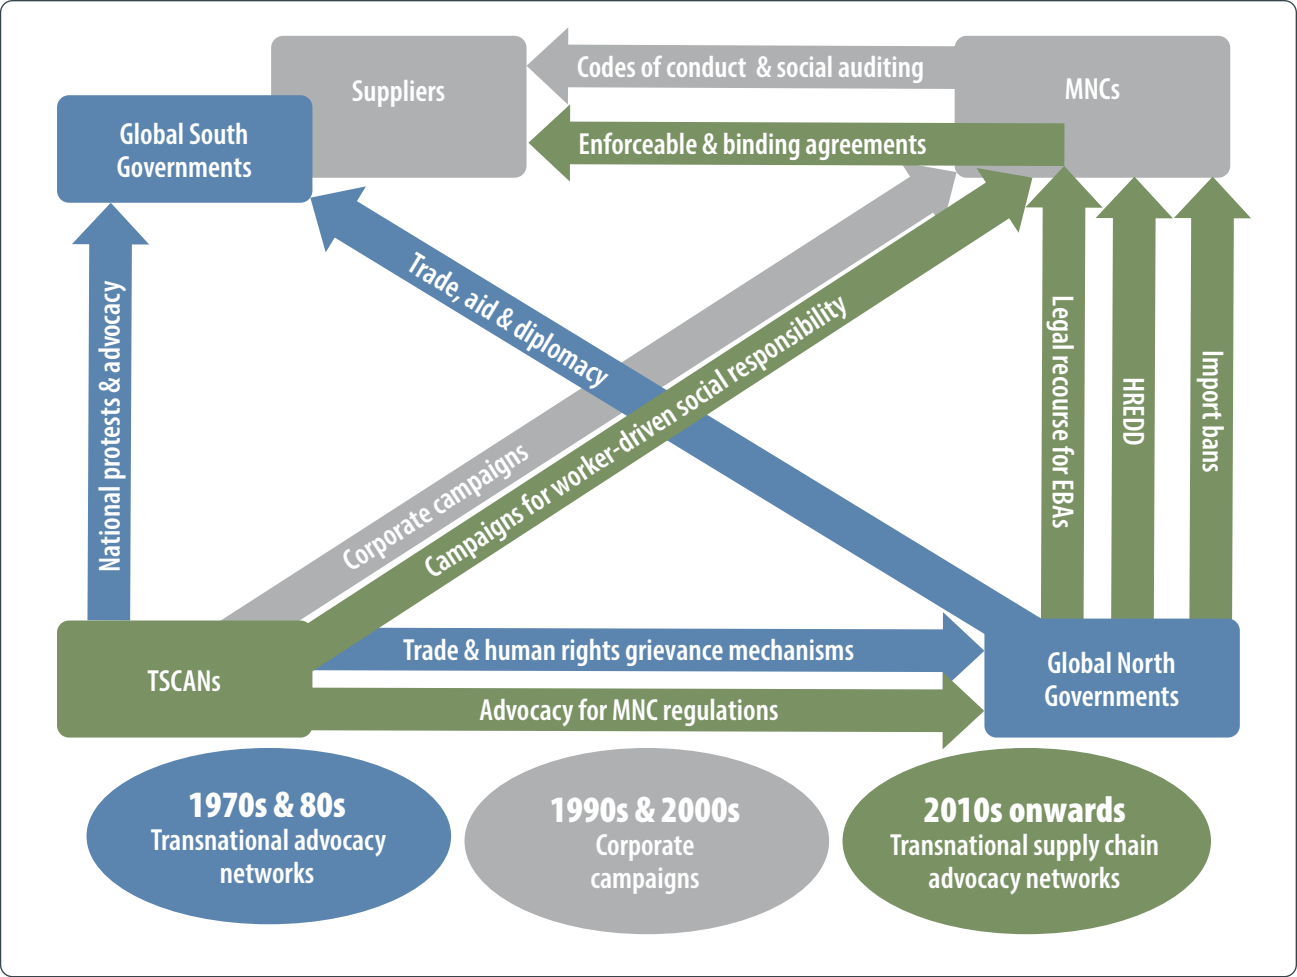 Suppliers
Codes of conduct & social auditing
MNCs
Global South
Governments
Enforceable & binding agreements
National protests & advocacy
Trade, aid & diplomacy
Corporate campaigns
Campaigns for worker-driven social responsibility
Legal recourse for EBAs
HREDD
Import bans
TSCANs
Trade & human rights grievance mechanisms
Advocacy for MNC regulations
Global North
Governments
1970s & 80s
Transnational advocacy
networks
1990s & 2000s
Corporate
campaigns
2010s onwards
Transnational supply chain
advocacy networks